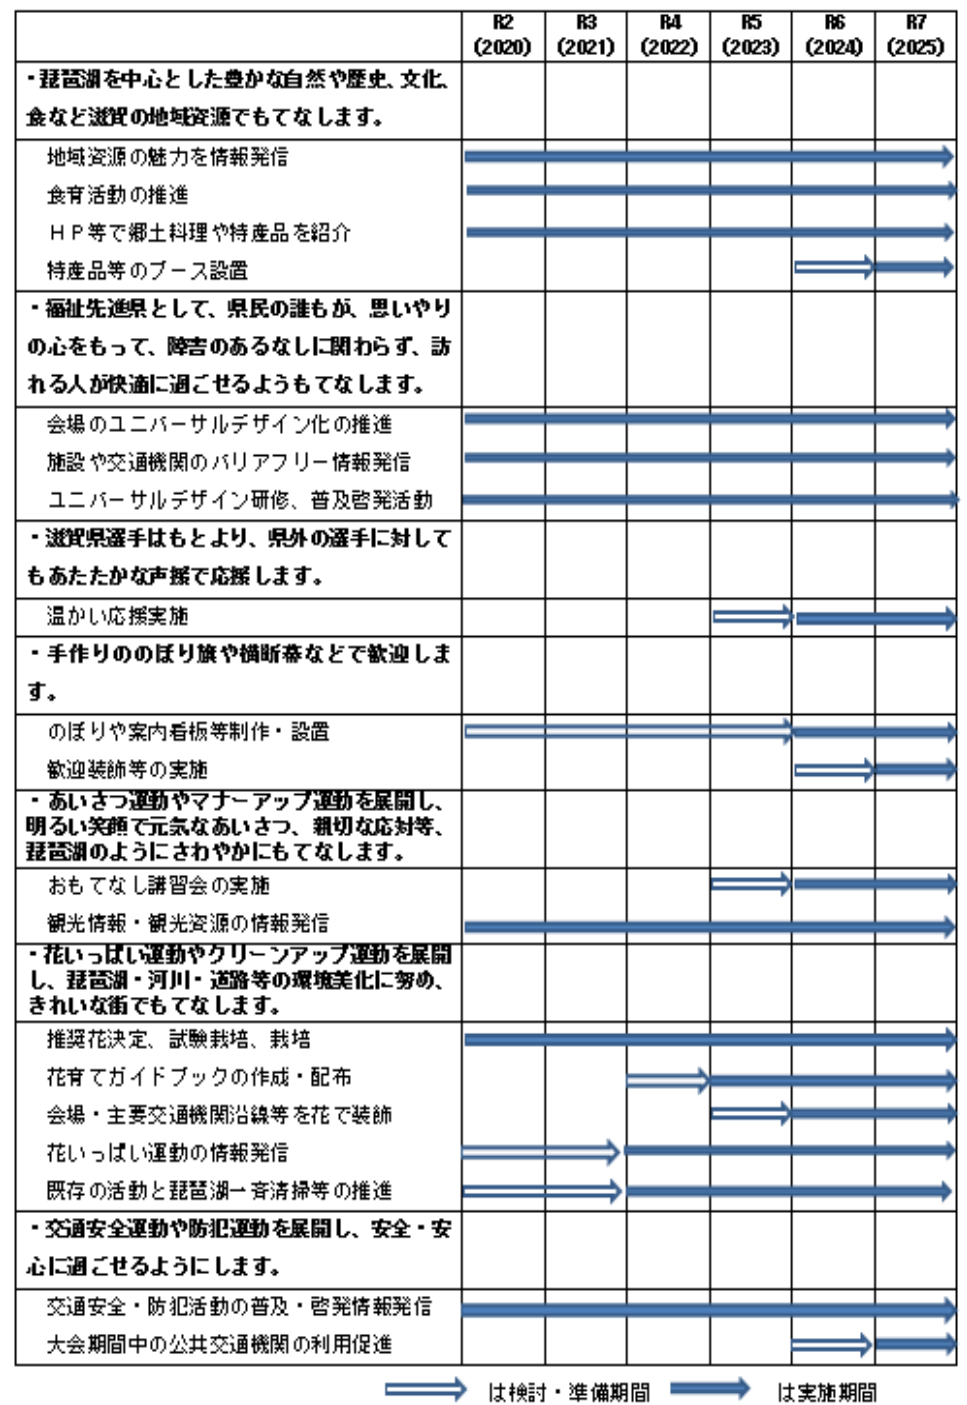 R2 R3 R4 R5 R6 R7
(2020) (2021) (2022) (2023) (2024) (2025)
・琵琶湖を中心とした豊かな自然や歴史、文化、
食など滋賀の地域資源でもてなします。
地域資源の魅力を情報発信
食育活動の推進
ＨＰ等で郷土料理や特産品を紹介
特産品等のブース設置
・福祉先進県として、県民の誰もが、思いやり
の心をもって、障害のあるなしに関わらず、訪
れる人が快適に過ごせるようもてなします。
会場のユニバーサルデザイン化の推進
施設や交通機関のバリアフリー情報発信
ユニバーサルデザイン研修、普及啓発活動
・滋賀県選手はもとより、県外の選手に対して
もあたたかな声援で応援します。
温かい応援実施
・手作りののぼり旗や横断幕などで歓迎しま
す。
のぼりや案内看板等制作・設置
歓迎装飾等の実施
・あいさつ運動やマナーアップ運動を展開し、
明るい笑顔で元気なあいさつ、親切な応対等、
琵琶湖のようにさわやかにもてなします。
おもてなし講習会の実施
観光情報・観光資源の情報発信
・花いっぱい運動やクリーンアップ運動を展開
し、琵琶湖・河川・道路等の環境美化に努め、
きれいな街でもてなします。
推奨花決定、試験栽培、栽培
花育てガイドブックの作成・配布
会場・主要交通機関沿線等を花で装飾
花いっぱい運動の情報発信
既存の活動と琵琶湖一斉清掃等の推進
・交通安全運動や防犯運動を展開し、安全・安
心に過ごせるようにします。
交通安全・防犯活動の普及・啓発情報発信
大会期間中の公共交通機関の利用促進
は検討・準備期間 は実施期間